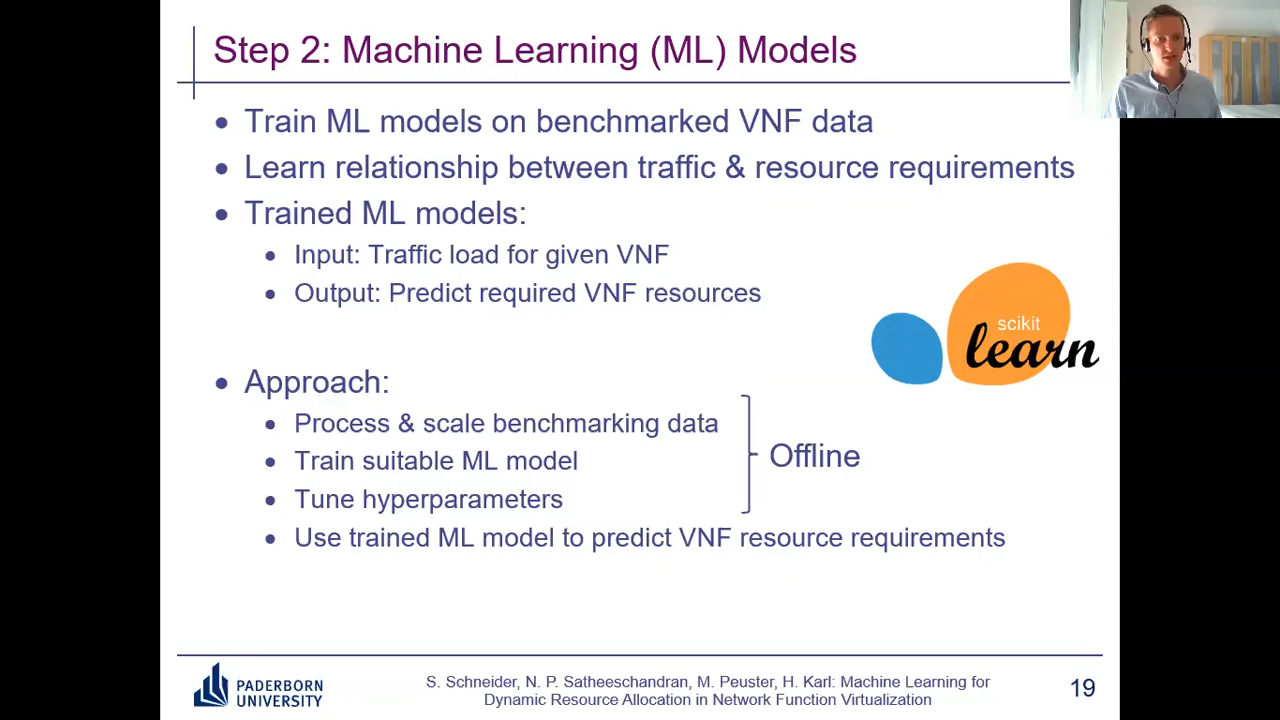 Step 2: Machine Learning (ML) Models
• Train ML models on benchmarked VNF data
• Learn relationship between traffic & resource requirements
• Trained ML models:
• Input: Traffic load for given VNF
• Output: Predict required VNF resources
scikit
learn
• Approach:
• Process & scale benchmarking data
• Train suitable ML model
• Tune hyperparameters
Offline
• Use trained ML model to predict VNF resource requirements
PADERBORN
UNIVERSITY
S. Schneider, N. P. Satheeschandran, M. Peuster, H. Karl: Machine Learning for
Dynamic Resource Allocation in Network Function Virtualization
19